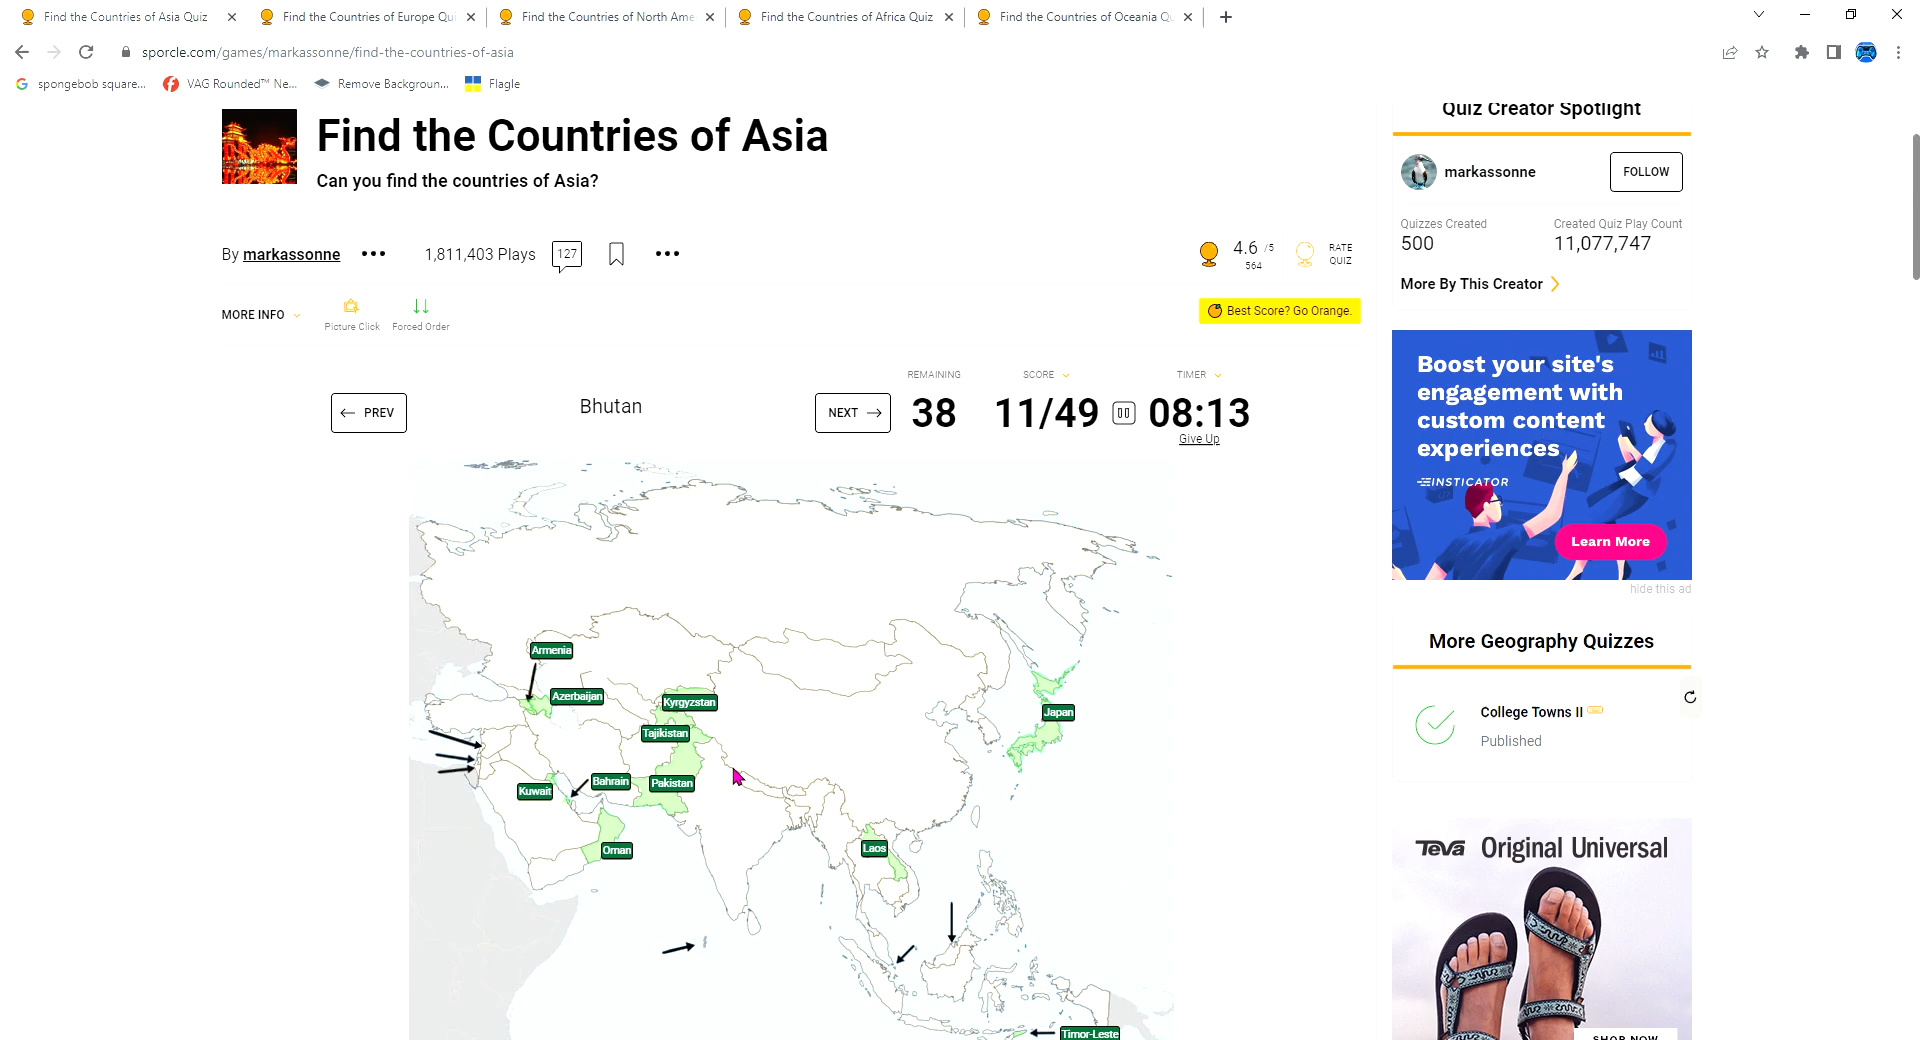 Find the Countries of Asia Quiz
Find the Countries of Europe Qu
Find the Countries of North Ame
Find the Countries of Africa Quiz
Find the Countries of Oceania Qu
sporcle.com/games/markassonne/find-the-countries-of-asia
spongebob square...
VAG Rounded™ Ne...
Remove Backgroun...
Flagle
Find the Countries of Asia
Can you find the countries of Asia?
By markassonne
1,811,403 Plays
127
4.6 /5
564
RATE
QUIZ
MORE INFO
Picture Click
Forced Order
Best Score? Go Orange.
PREV
Bhutan
NEXT
REMAINING
38
SCORE
11/49
TIMER
08:13
Give Up
Armenia
Azerbaijan
Kyrgyzstan
Tajikistan
Japan
Kuwait
Bahrain
Pakistan
Oman
Laos
Timor-Leste
Quiz Creator Spotlight
markassonne
FOLLOW
Quizzes Created
500
Created Quiz Play Count
11,077,747
More By This Creator
Boost your site's
engagement with
custom content
experiences
INSTICATOR
Learn More
hide this ad
More Geography Quizzes
College Towns II
Published
Teva Original Universal
SHOP NOW